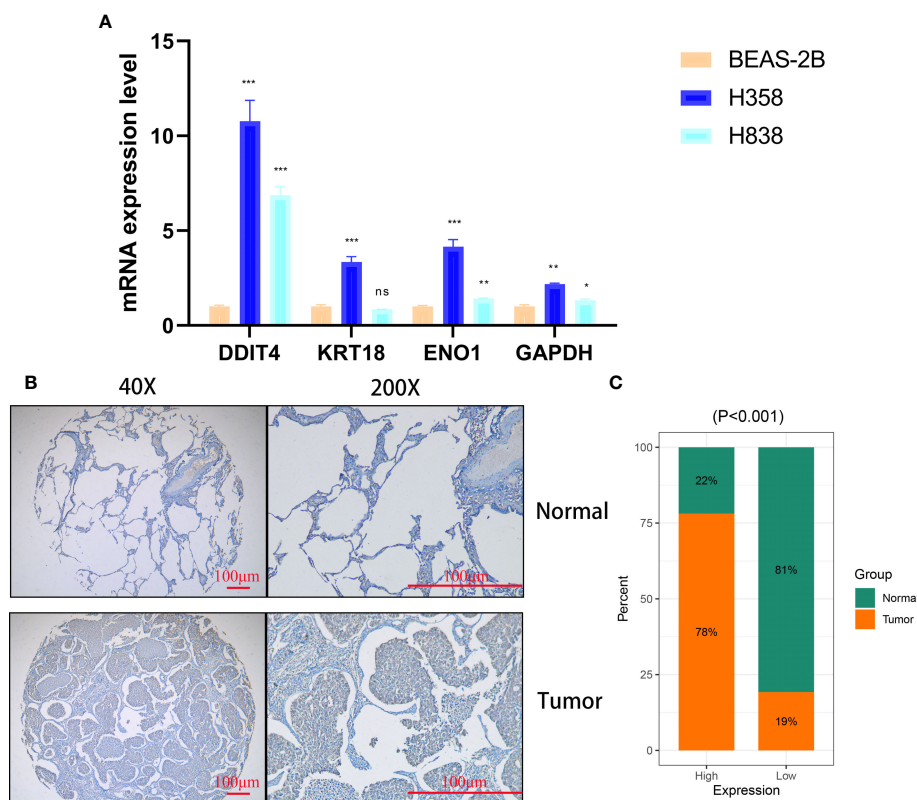 A
mRNA expression level
15
10
5
0
***
***
***
ns
***
**
**
*
DDIT4 KRT18 ENO1 GAPDH
BEAS-2B
H358
H838
B
40X 200X
Normal
100μm 100μm
Tumor
100μm 100μm
C
(P<0.001)
Percent
100
75
50
25
0
22%
78%
81%
19%
High Low
Expression
Group
Norma
Tumor